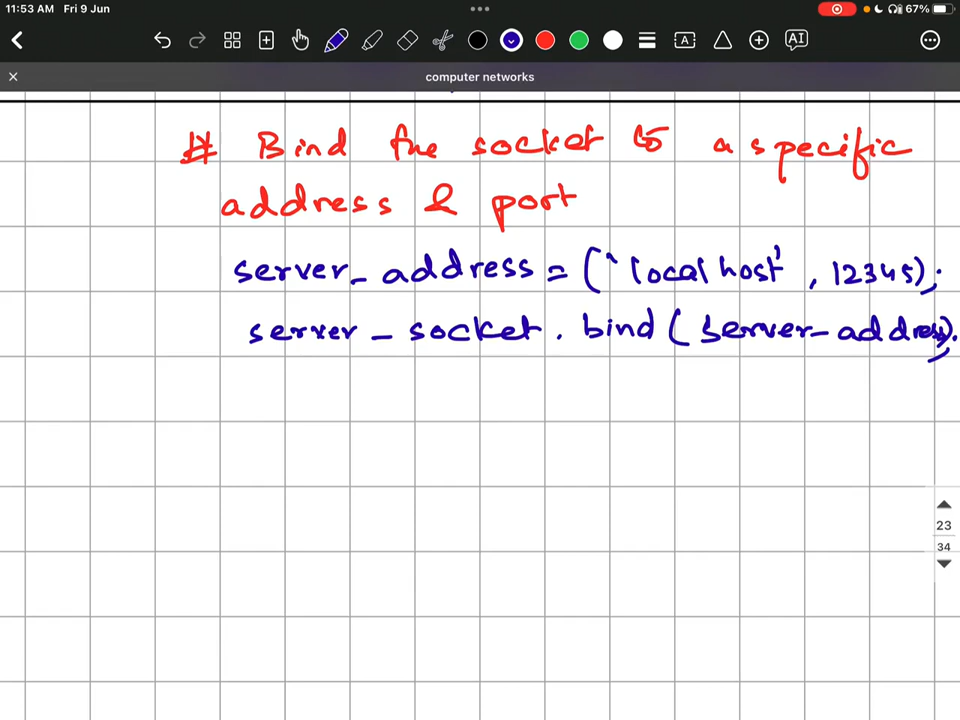 11:53 AM Fri 9 Jun
67%
AI
computer networks
# Bind the socket to a specific
address & port
server_address = ('localhost', 12345);
server_socket.bind(server_address);
23
34